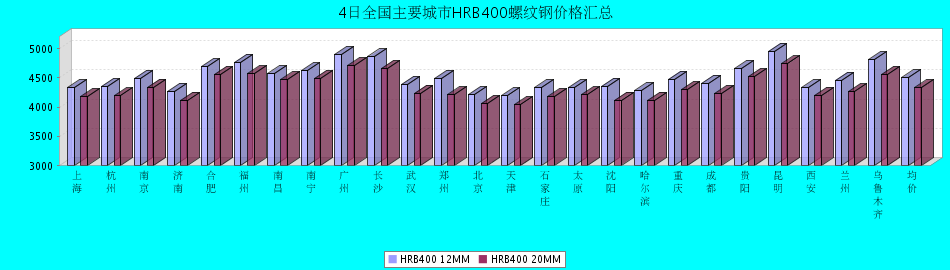 4日全国主要城市HRB400螺纹钢价格汇总
5000
4500
4000
3500
3000
上海 杭州 南京 济南 合肥 福州 南昌 南宁 广州 长沙 武汉 郑州 北京 天津 石家庄 太原 沈阳 哈尔滨 重庆 成都 贵阳 昆明 西安 兰州 乌鲁木齐 均价
HRB400 12MM HRB400 20MM